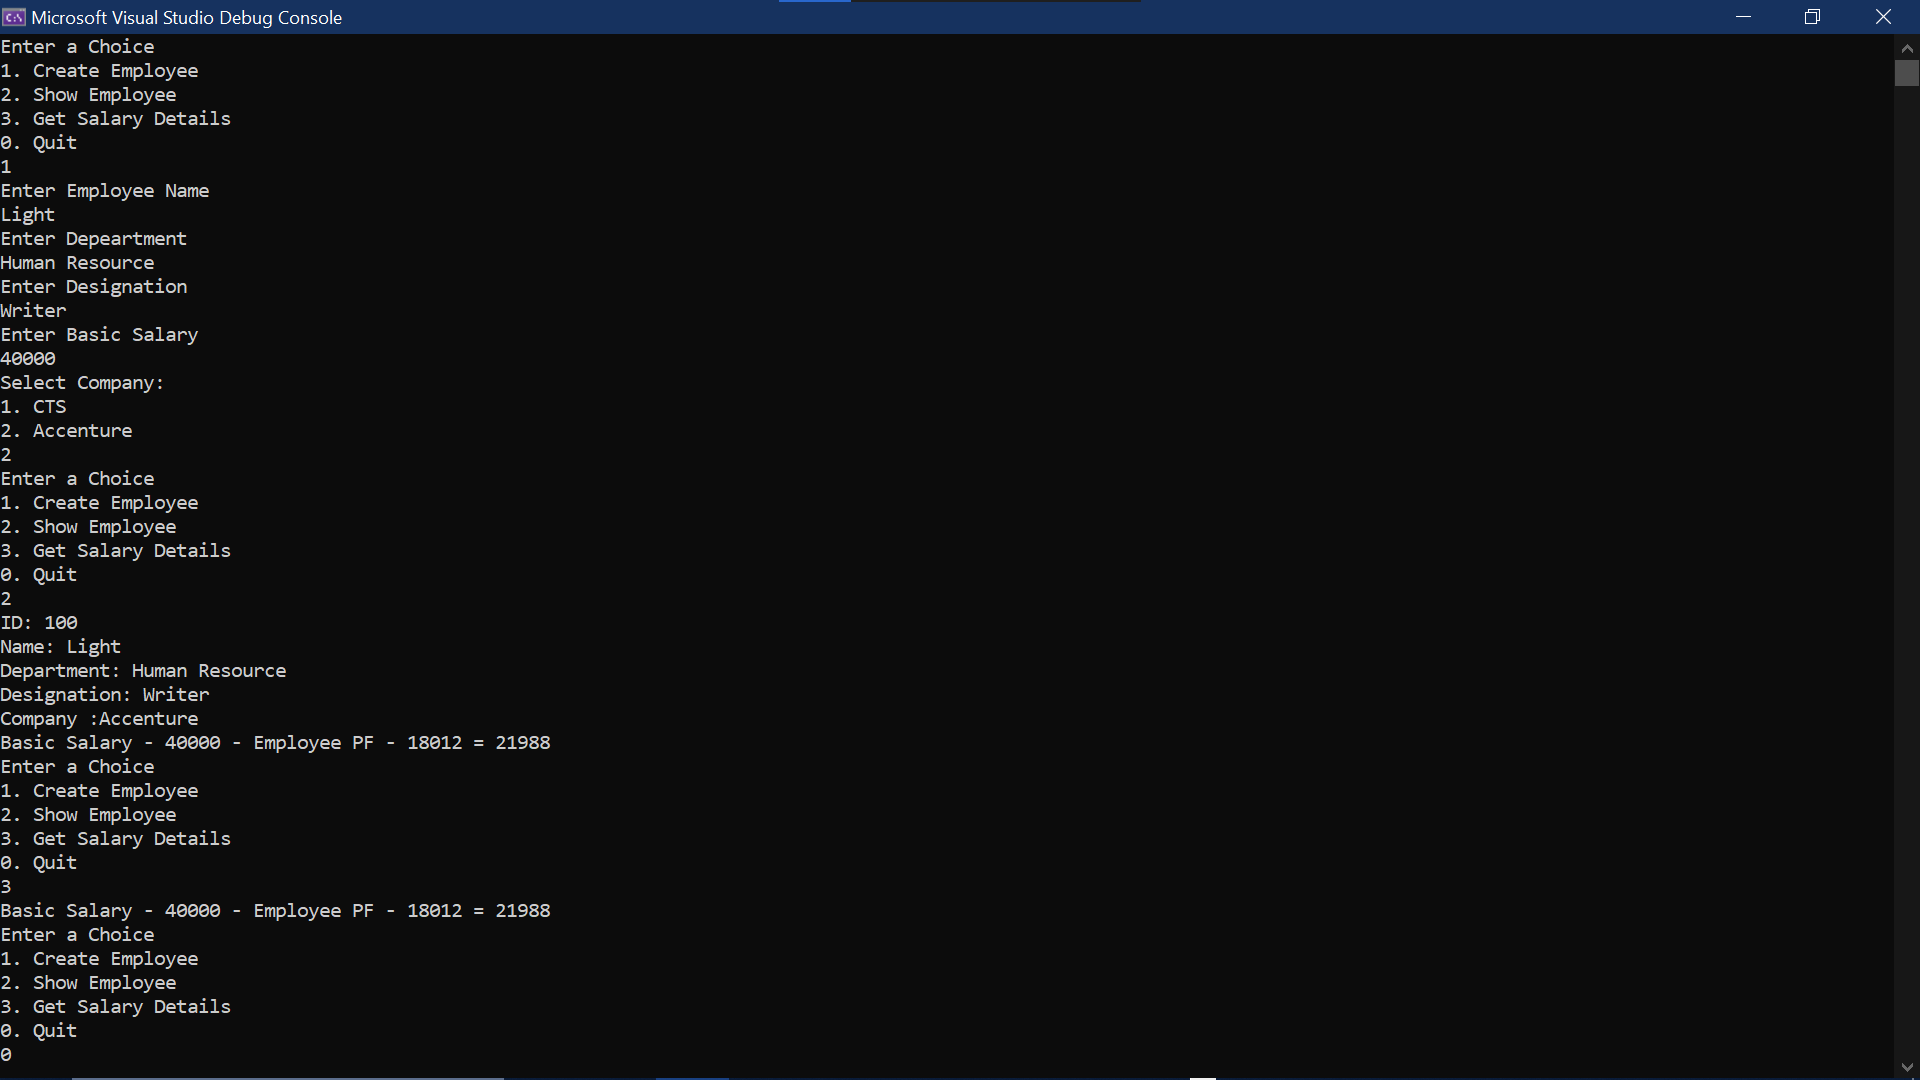 Microsoft Visual Studio Debug Console
Enter a Choice
1. Create Employee
2. Show Employee
3. Get Salary Details
0. Quit
1
Enter Employee Name
Light
Enter Depeartment
Human Resource
Enter Designation
Writer
Enter Basic Salary
40000
Select Company:
1. CTS
2. Accenture
2
Enter a Choice
1. Create Employee
2. Show Employee
3. Get Salary Details
0. Quit
2
ID: 100
Name: Light
Department: Human Resource
Designation: Writer
Company :Accenture
Basic Salary - 40000 - Employee PF - 18012 = 21988
Enter a Choice
1. Create Employee
2. Show Employee
3. Get Salary Details
0. Quit
3
Basic Salary - 40000 - Employee PF - 18012 = 21988
Enter a Choice
1. Create Employee
2. Show Employee
3. Get Salary Details
0. Quit
0